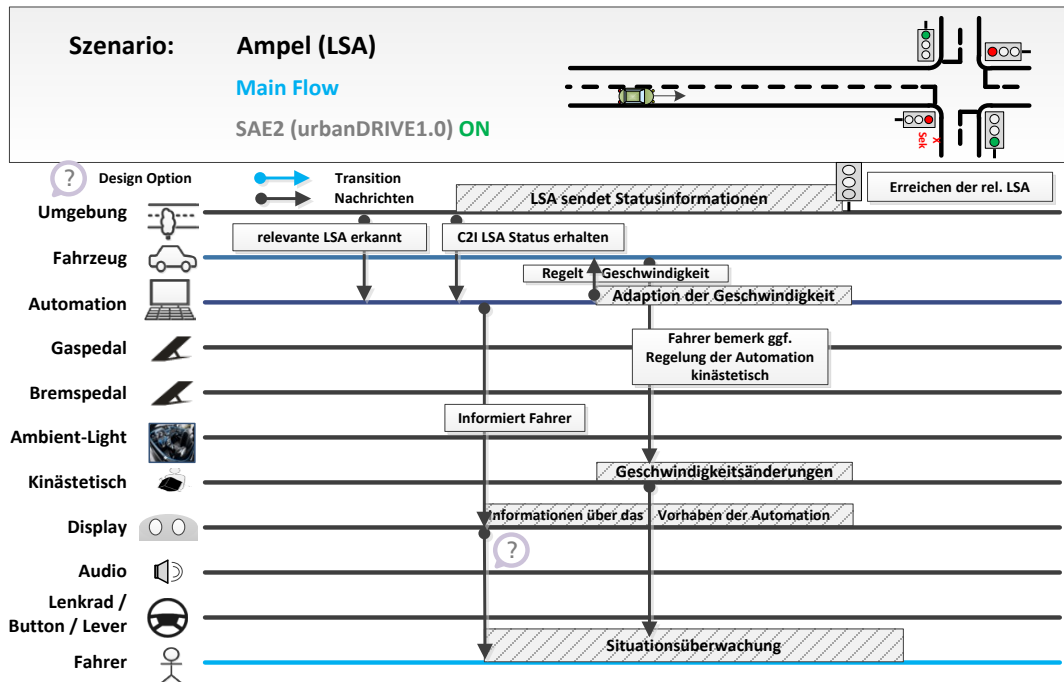 Szenario: Ampel (LSA)
Main Flow
SAE2 (urbanDRIVE1.0) ON
Sek
x
? Design Option
Transition
Nachrichten
LSA sendet Statusinformationen
Erreichen der rel. LSA
Umgebung
relevante LSA erkannt
C2I LSA Status erhalten
Fahrzeug
Regelt Geschwindigkeit
Automation
Adaption der Geschwindigkeit
Gaspedal
Fahrer bemerk ggf.
Regelung der Automation
kinästetisch
Bremspedal
Informiert Fahrer
Ambient-Light
Geschwindigkeitsänderungen
Kinästetisch
Informationen über das Vorhaben der Automation
Display
?
Audio
Lenkrad /
Button / Lever
Situationsüberwachung
Fahrer